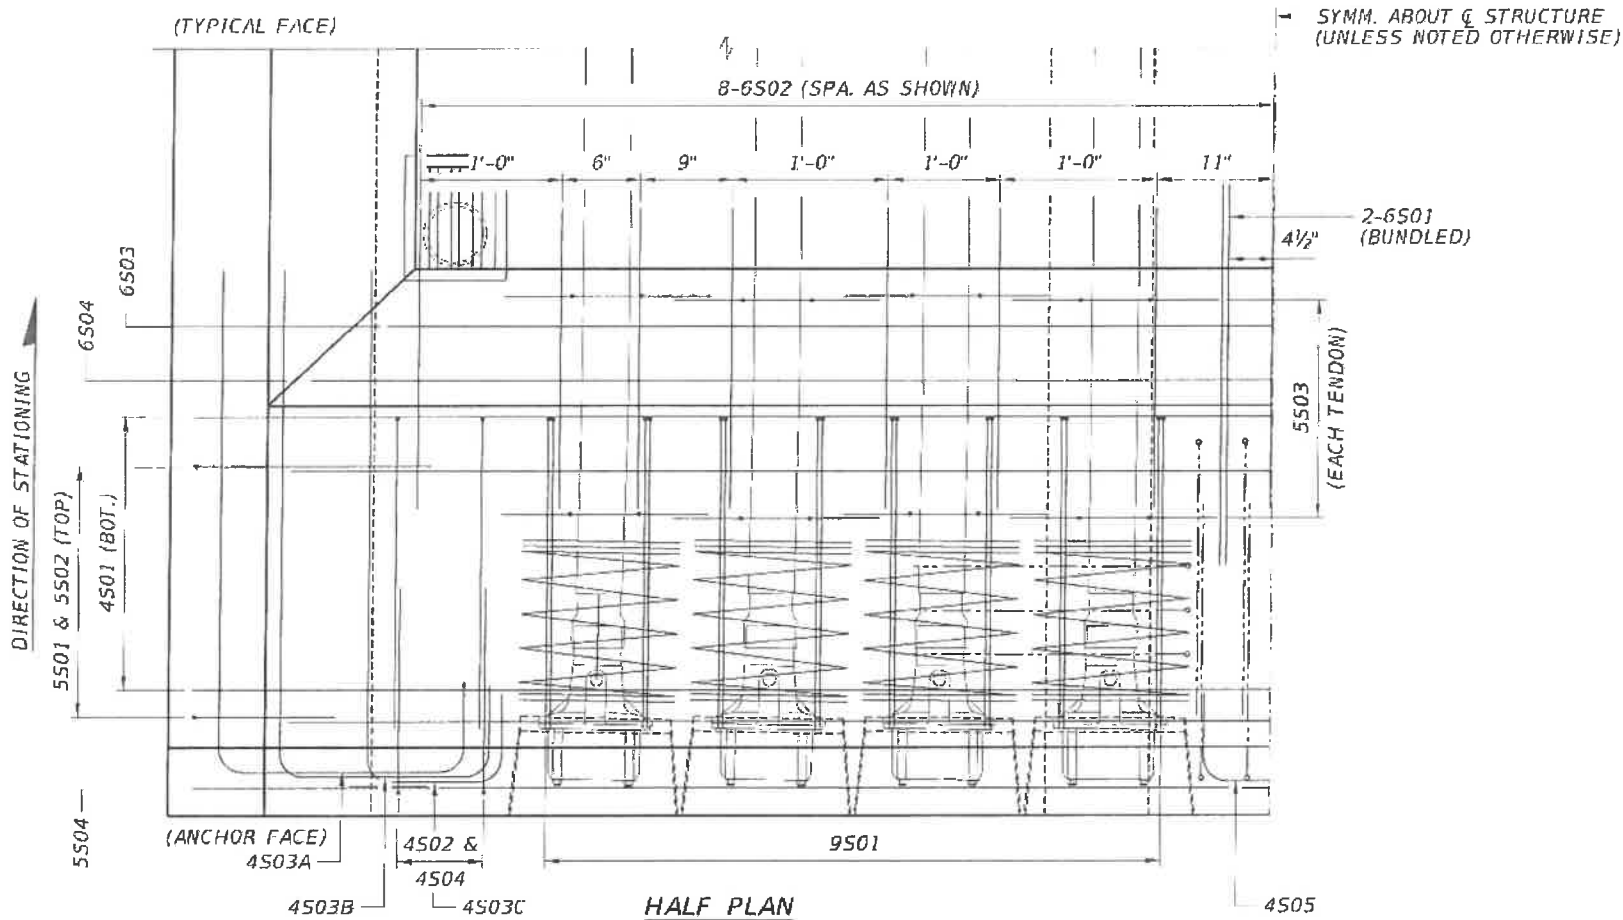 (TYPICAL FACE)
SYMM. ABOUT ℄ STRUCTURE
(UNLESS NOTED OTHERWISE)
8-6S02 (SPA. AS SHOWN)
1'-0" 6" 9" 1'-0" 1'-0" 1'-0" 11"
2-6S01
(BUNDLED)
4½"
6S03
6S04
5S03
(EACH TENDON)
DIRECTION OF STATIONING
5S01 & 5S02 (TOP)
4S01 (BOT.)
5S04
(ANCHOR FACE)
4S03A
4S02 &
4S04
9S01
4S03B
4S03C
4S05
HALF PLAN